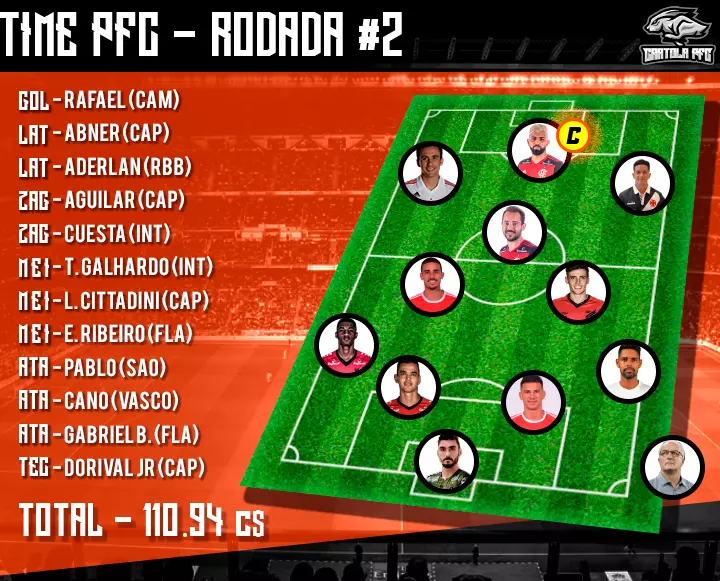 TIME PFC - RODADA #2
CARTOLA PFC
GOL - RAFAEL (CAM)
LAT - ABNER (CAP)
LAT - ADERLAN (RBB)
ZAG - AGUILAR (CAP)
ZAG - CUESTA (INT)
MEI - T. GALHARDO (INT)
MEI - L. CITTADINI (CAP)
MEI - E. RIBEIRO (FLA)
ATA - PABLO (SAO)
ATA - CANO (VASCO)
ATA - GABRIEL B. (FLA)
TEC - DORIVAL JR (CAP)
TOTAL - 110.94 C$
C